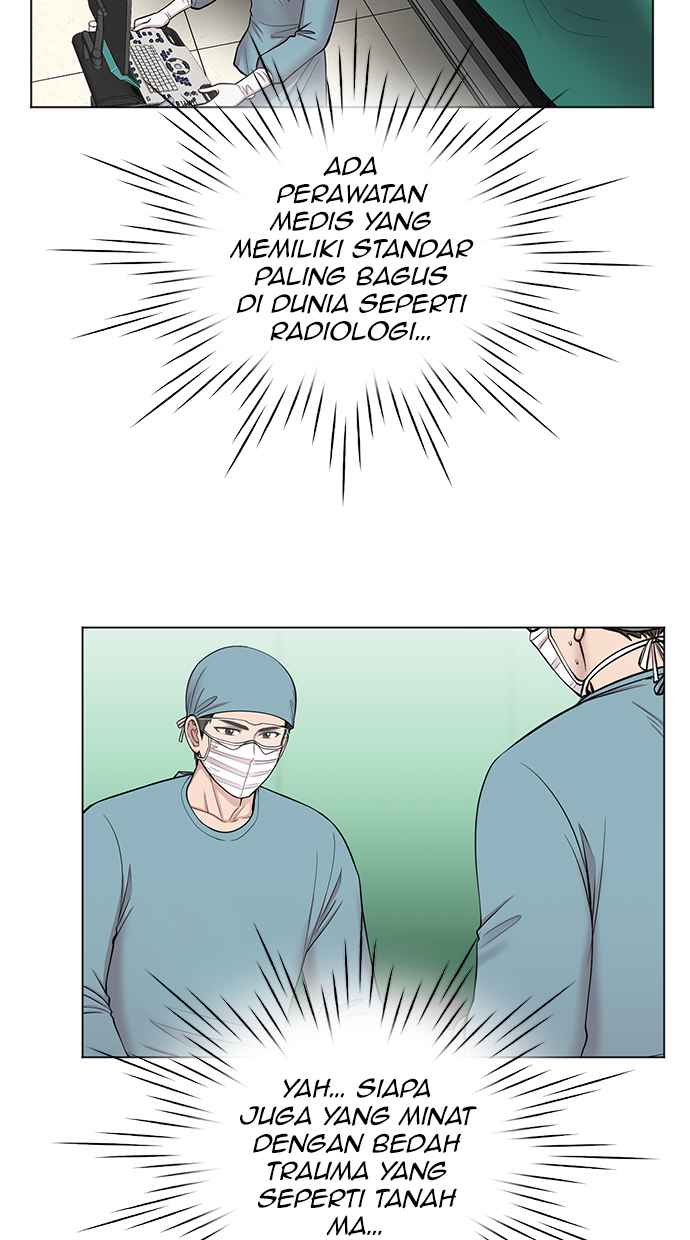 ADA
PERAWATAN
MEDIS YANG
MEMILIKI STANDAR
PALING BAGUS
DI DUNIA SEPERTI
RADIOLOGI...
YAH... SIAPA
JUGA YANG MINAT
DENGAN BEDAH
TRAUMA YANG
SEPERTI TANAH
MA...